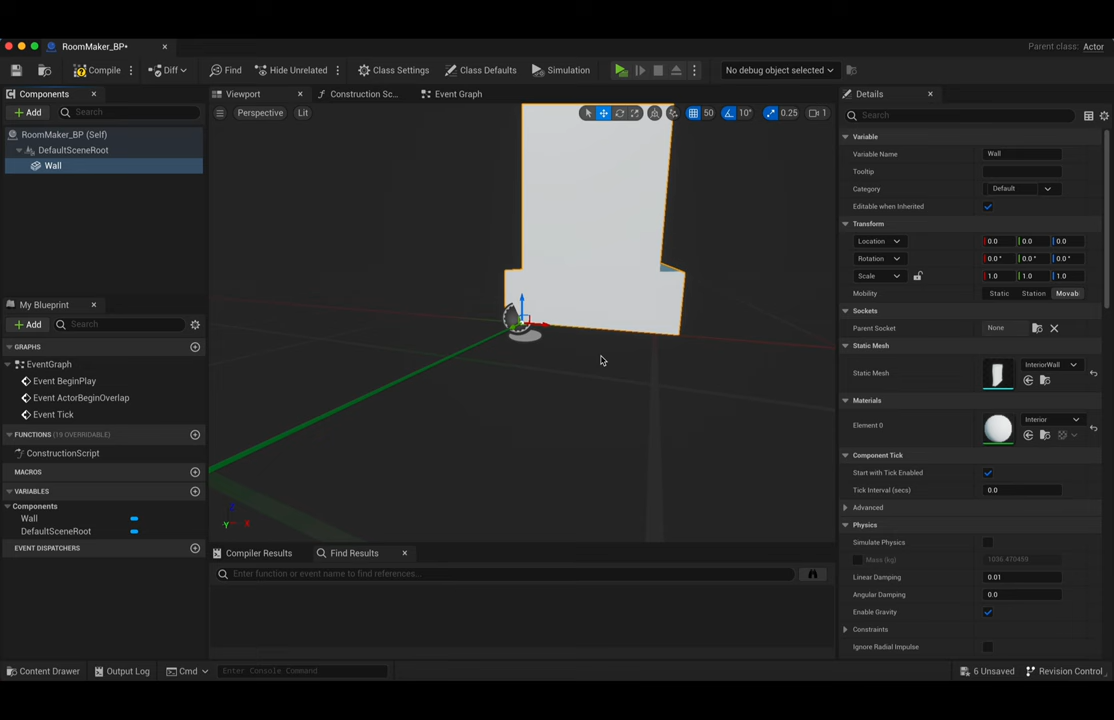 RoomMaker_BP*
Parent class: Actor
Compile
Diff
Find
Hide Unrelated
Class Settings
Class Defaults
Simulation
No debug object selected
Components
Viewport
Construction Sc...
Event Graph
Details
Add
Search
Perspective
Lit
50
10°
0.25
1
Search
RoomMaker_BP (Self)
DefaultSceneRoot
Wall
Variable
Variable Name
Wall
Tooltip
Category
Default
Editable when Inherited
Transform
Location
0.0
0.0
0.0
Rotation
0.0°
0.0°
0.0°
Scale
1.0
1.0
1.0
Mobility
Static
Station
Movab
Sockets
Parent Socket
None
Static Mesh
Static Mesh
InteriorWall
Materials
Element 0
Interior
Component Tick
Start with Tick Enabled
Tick Interval (secs)
0.0
Advanced
Physics
Simulate Physics
Mass (kg)
1036.470459
Linear Damping
0.01
Angular Damping
0.0
Enable Gravity
Constraints
Ignore Radial Impulse
My Blueprint
Add
Search
GRAPHS
EventGraph
Event BeginPlay
Event ActorBeginOverlap
Event Tick
FUNCTIONS (19 OVERRIDABLE)
ConstructionScript
MACROS
VARIABLES
Components
Wall
DefaultSceneRoot
EVENT DISPATCHERS
Z
Y
X
Compiler Results
Find Results
Enter function or event name to find references...
Content Drawer
Output Log
Cmd
Enter Console Command
6 Unsaved
Revision Control